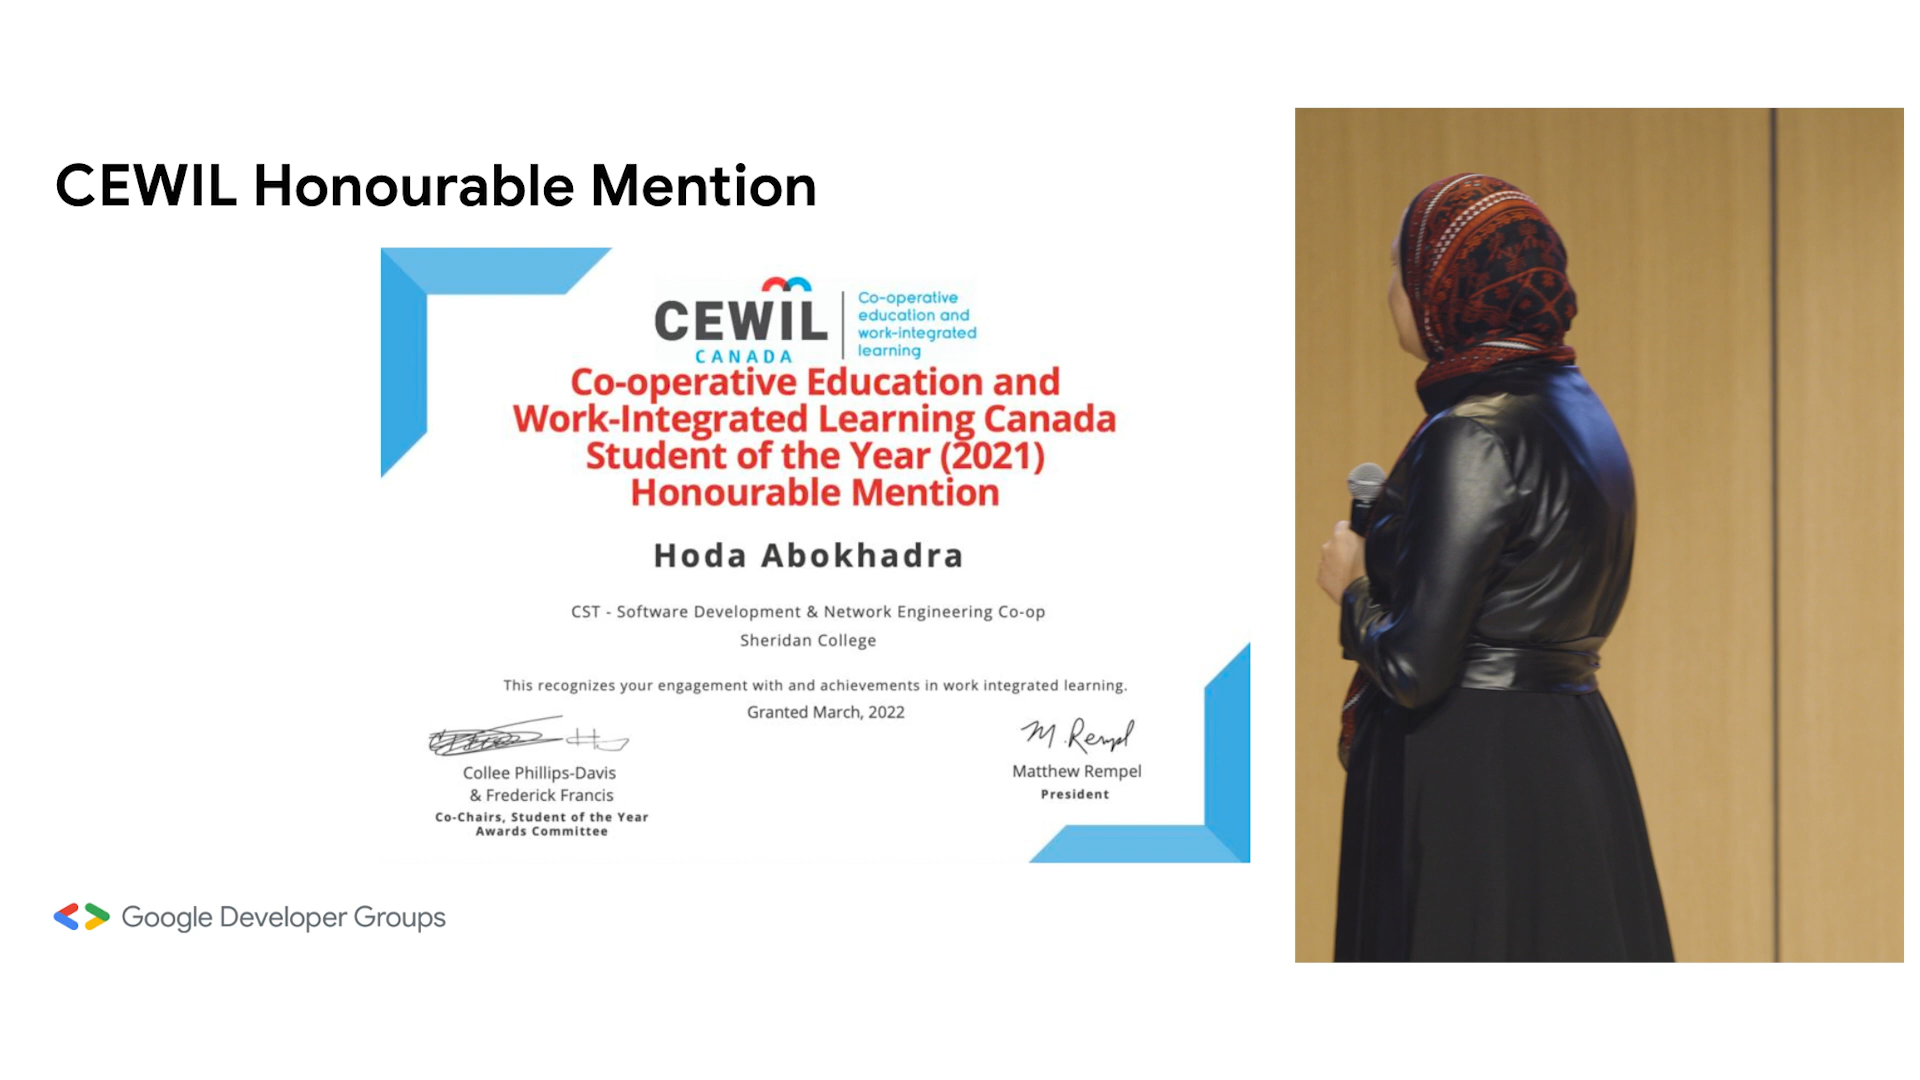 CEWIL Honourable Mention
CEWIL
CANADA
Co-operative
education and
work-integrated
learning
Co-operative Education and
Work-Integrated Learning Canada
Student of the Year (2021)
Honourable Mention
Hoda Abokhadra
CST - Software Development & Network Engineering Co-op
Sheridan College
This recognizes your engagement with and achievements in work integrated learning.
Granted March, 2022
M Rempel
Collee Phillips-Davis
& Frederick Francis
Co-Chairs, Student of the Year
Awards Committee
Matthew Rempel
President
Google Developer Groups